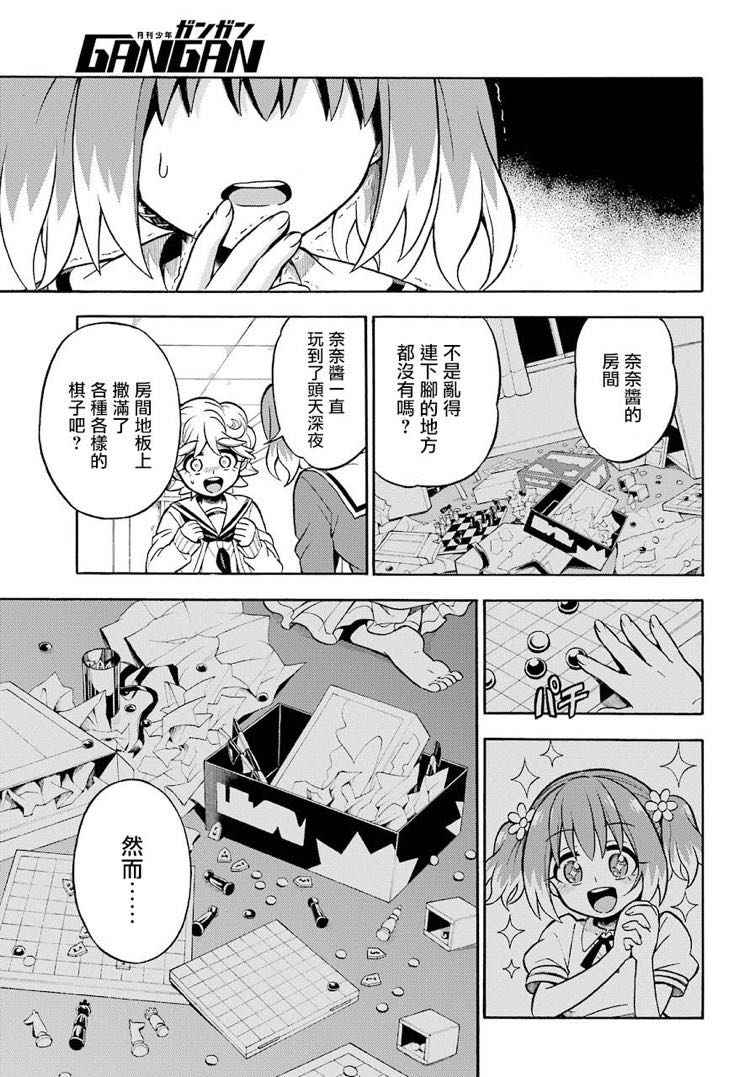 月刊少年
ガンガン
GANGAN
奈奈醬的
房間
不是亂得
連下腳的地方
都沒有嗎？
奈奈醬一直
玩到了頭天深夜
房間地板上
撒滿了
各種各樣的
棋子吧？
パチ
然而……